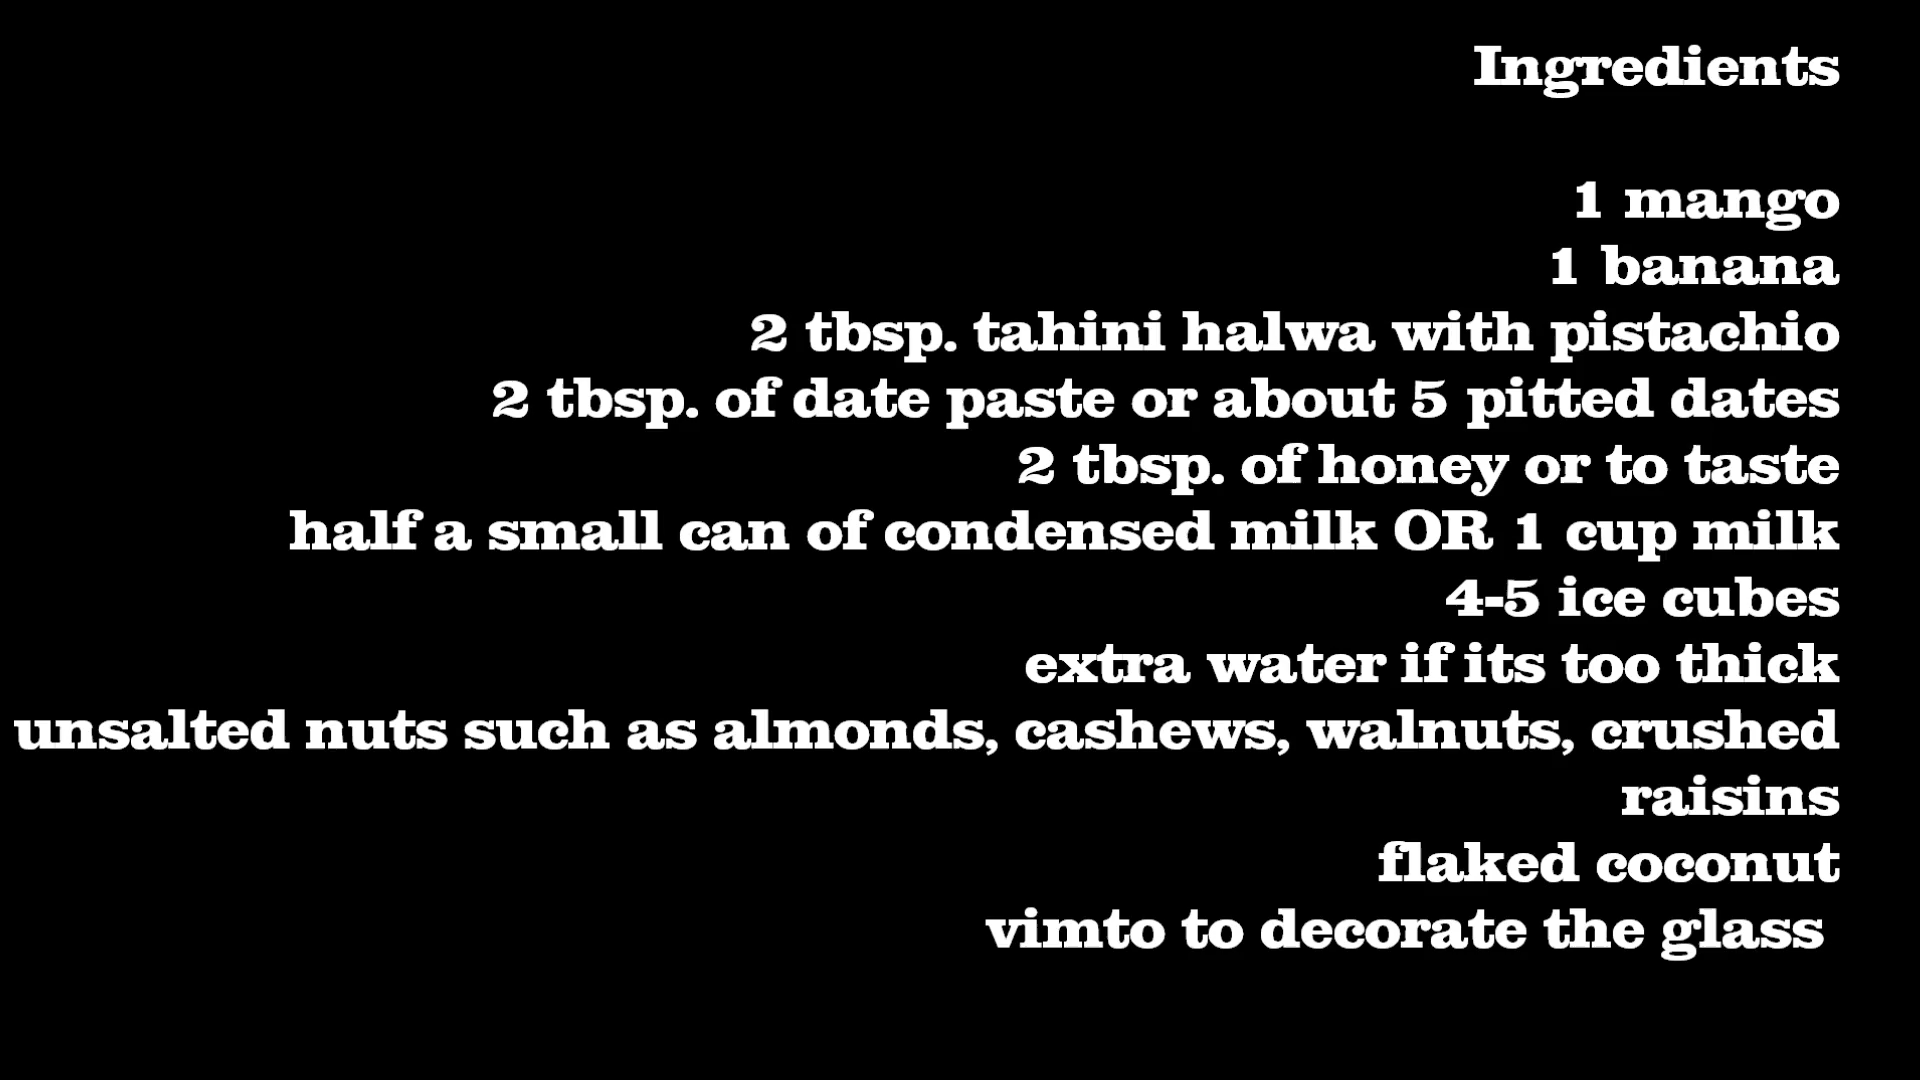 Ingredients
1 mango
1 banana
2 tbsp. tahini halwa with pistachio
2 tbsp. of date paste or about 5 pitted dates
2 tbsp. of honey or to taste
half a small can of condensed milk OR 1 cup milk
4-5 ice cubes
extra water if its too thick
unsalted nuts such as almonds, cashews, walnuts, crushed
raisins
flaked coconut
vimto to decorate the glass